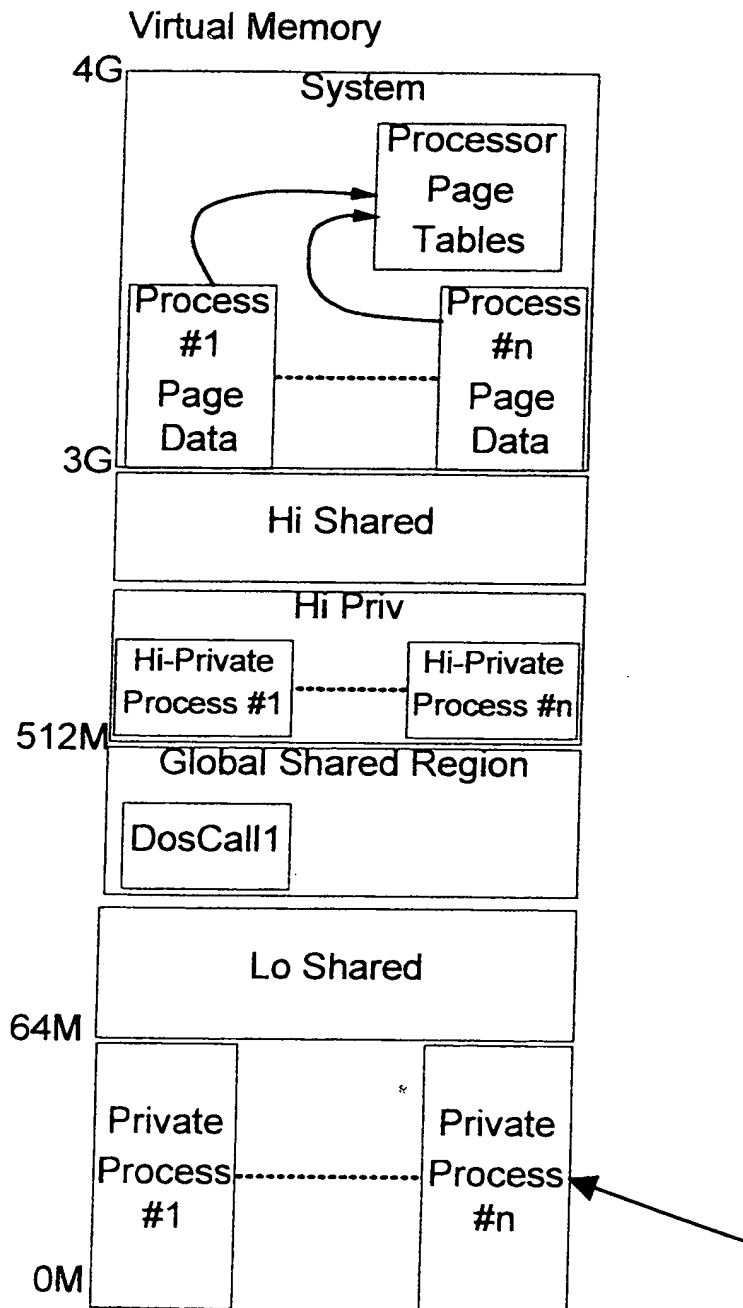 Virtual Memory
4G
System
Processor
Page
Tables
Process
#1
Page
Data
Process
#n
Page
Data
3G
Hi Shared
Hi Priv
Hi-Private
Process #1
Hi-Private
Process #n
512M
Global Shared Region
DosCall1
Lo Shared
64M
Private
Process
#1
Private
Process
#n
0M